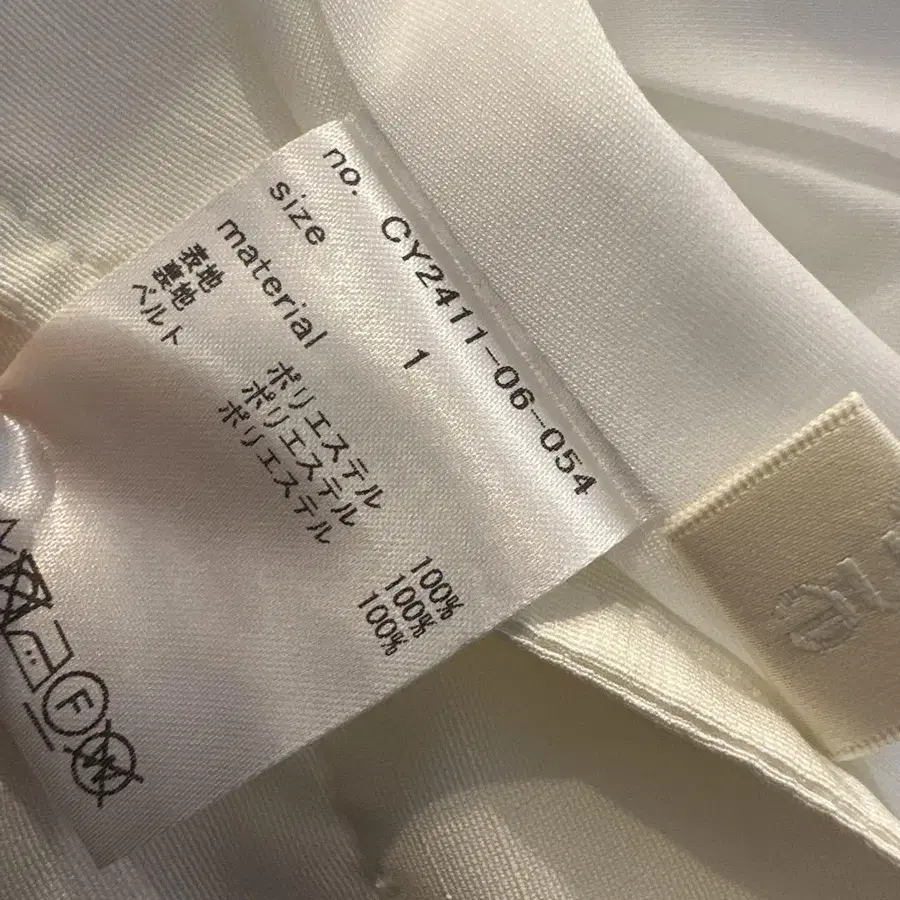 no. CY2411-06-054
size 1
material
表地 ポリエステル 100%
裏地 ポリエステル 100%
ベルト ポリエステル 100%
F
W